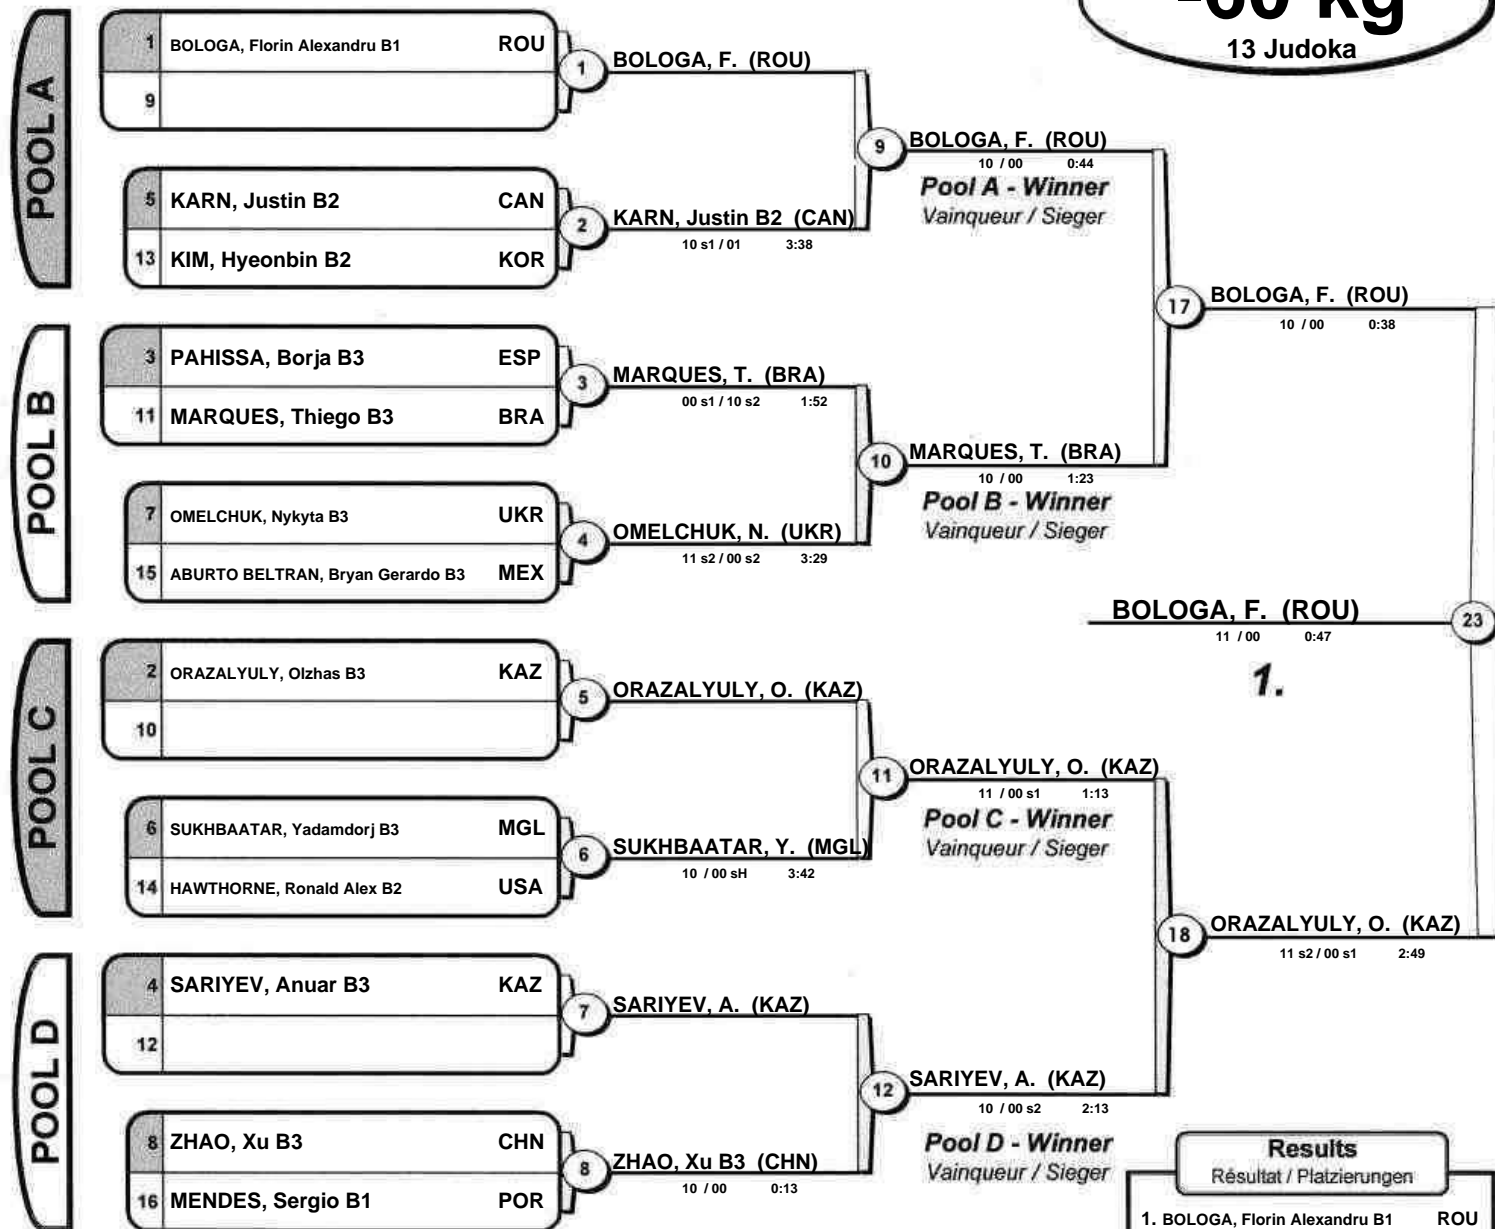 -60 kg
13 Judoka
POOL A
1 BOLOGA, Florin Alexandru B1 ROU
9
1 BOLOGA, F. (ROU)
5 KARN, Justin B2 CAN
13 KIM, Hyeonbin B2 KOR
2 KARN, Justin B2 (CAN)
10 s1 / 01 3:38
9 BOLOGA, F. (ROU)
10 / 00 0:44
Pool A - Winner
Vainqueur / Sieger
POOL B
3 PAHISSA, Borja B3 ESP
11 MARQUES, Thiego B3 BRA
3 MARQUES, T. (BRA)
00 s1 / 10 s2 1:52
7 OMELCHUK, Nykyta B3 UKR
15 ABURTO BELTRAN, Bryan Gerardo B3 MEX
4 OMELCHUK, N. (UKR)
11 s2 / 00 s2 3:29
10 MARQUES, T. (BRA)
10 / 00 1:23
Pool B - Winner
Vainqueur / Sieger
17 BOLOGA, F. (ROU)
10 / 00 0:38
BOLOGA, F. (ROU) 23
11 / 00 0:47
1.
POOL C
2 ORAZALYULY, Olzhas B3 KAZ
10
5 ORAZALYULY, O. (KAZ)
6 SUKHBAATAR, Yadamdorj B3 MGL
14 HAWTHORNE, Ronald Alex B2 USA
6 SUKHBAATAR, Y. (MGL)
10 / 00 sH 3:42
11 ORAZALYULY, O. (KAZ)
11 / 00 s1 1:13
Pool C - Winner
Vainqueur / Sieger
POOL D
4 SARIYEV, Anuar B3 KAZ
12
7 SARIYEV, A. (KAZ)
8 ZHAO, Xu B3 CHN
16 MENDES, Sergio B1 POR
8 ZHAO, Xu B3 (CHN)
10 / 00 0:13
12 SARIYEV, A. (KAZ)
10 / 00 s2 2:13
Pool D - Winner
Vainqueur / Sieger
18 ORAZALYULY, O. (KAZ)
11 s2 / 00 s1 2:49
Results
Résultat / Platzierungen
1. BOLOGA, Florin Alexandru B1 ROU